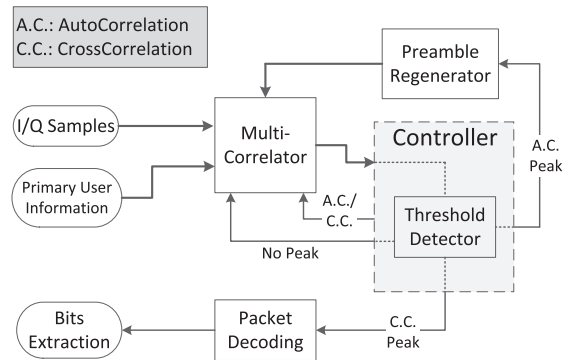 A.C.: AutoCorrelation
C.C.: CrossCorrelation
Preamble
Regenerator
I/Q Samples
Multi-
Correlator
Controller
A.C.
Peak
Primary User
Information
A.C./
C.C.
Threshold
Detector
No Peak
Bits
Extraction
Packet
Decoding
C.C.
Peak